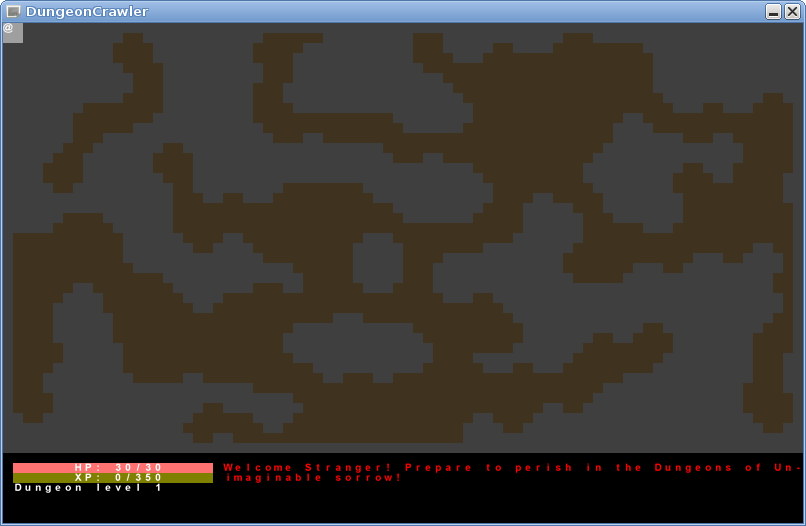 DungeonCrawler
@
HP: 30/30
XP: 0/350
Dungeon level 1
Welcome Stranger! Prepare to perish in the Dungeons of Un-
imaginable sorrow!